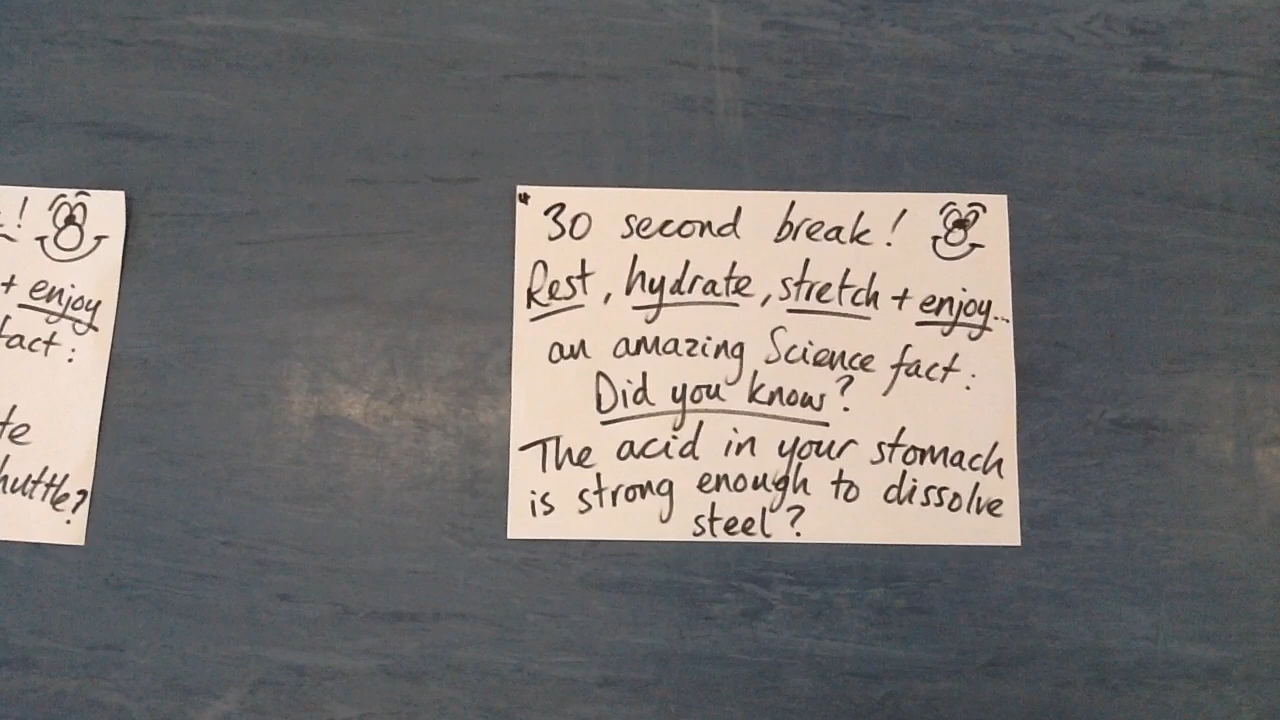 ! 
+ enjoy
fact:
te
huttle?
30 second break!
Rest, hydrate, stretch + enjoy...
an amazing Science fact:
Did you know?
The acid in your stomach
is strong enough to dissolve
steel?